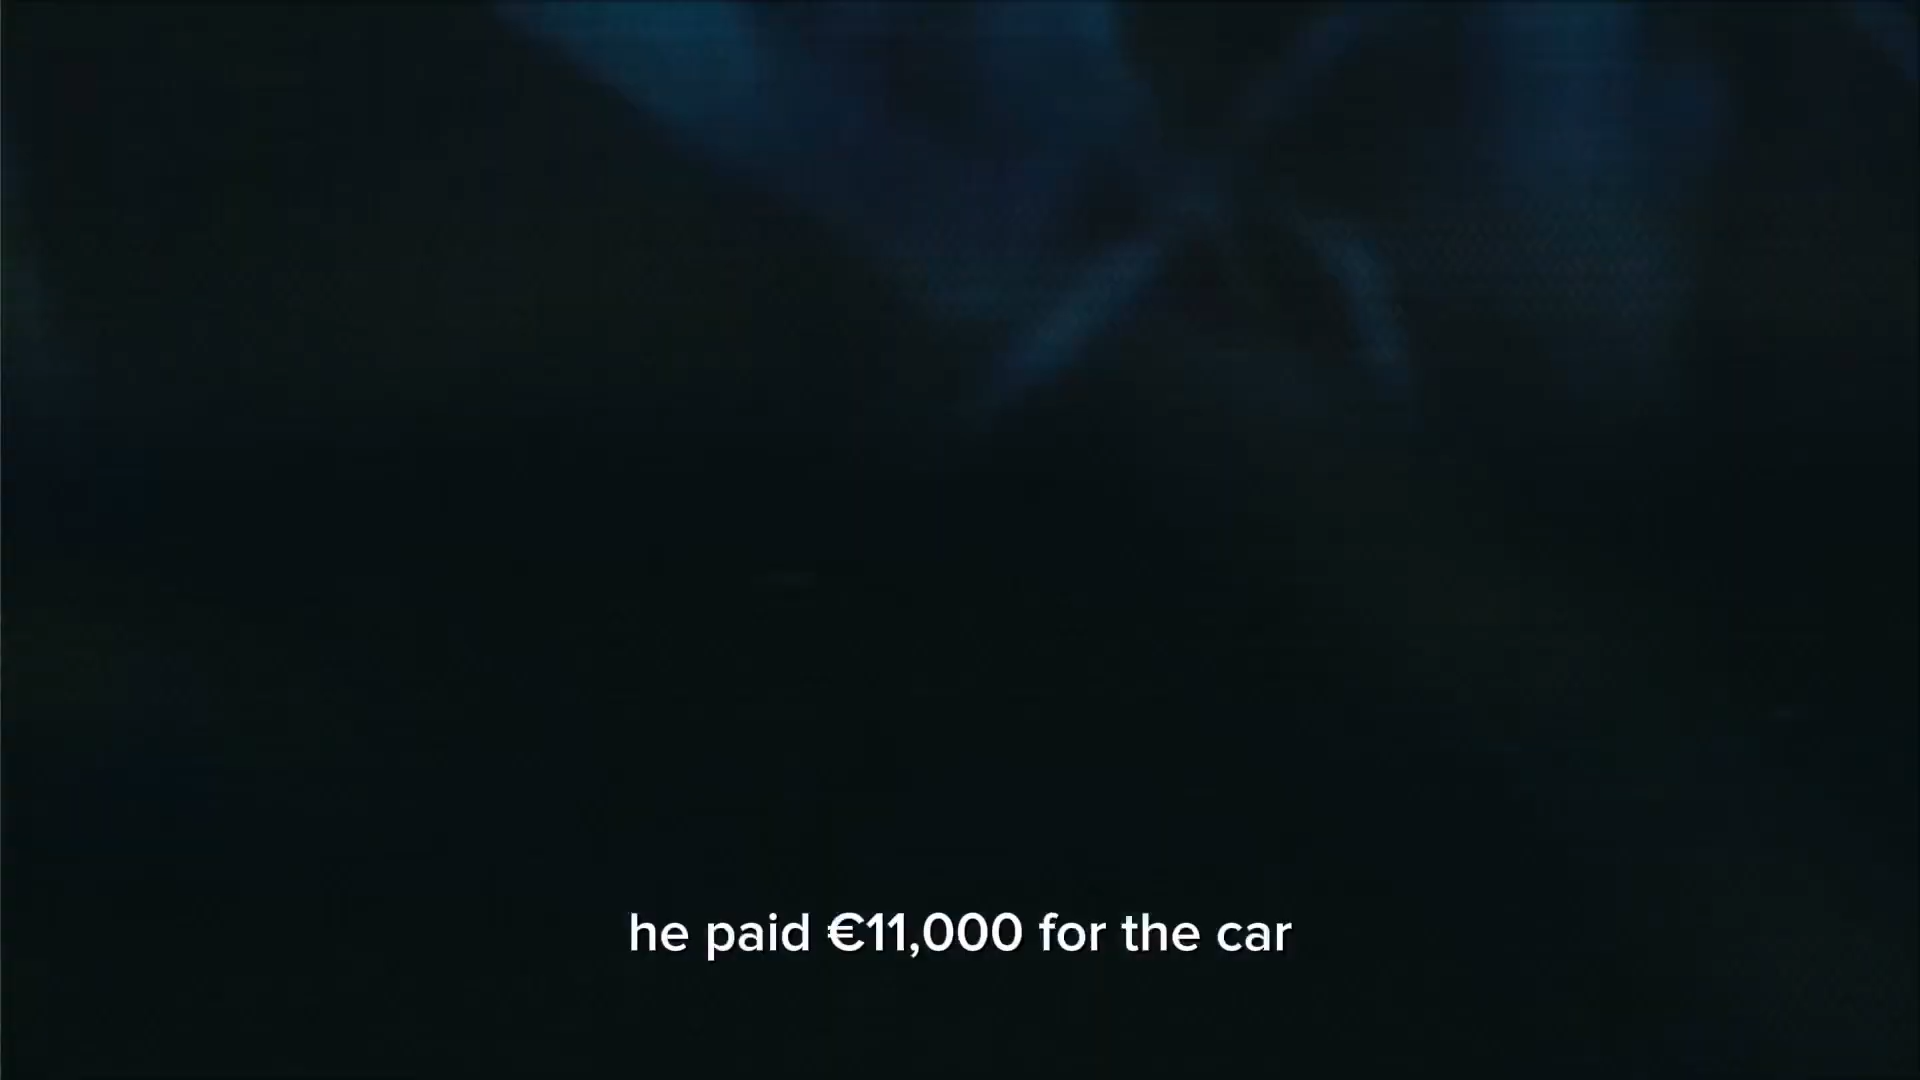 he paid €11,000 for the car